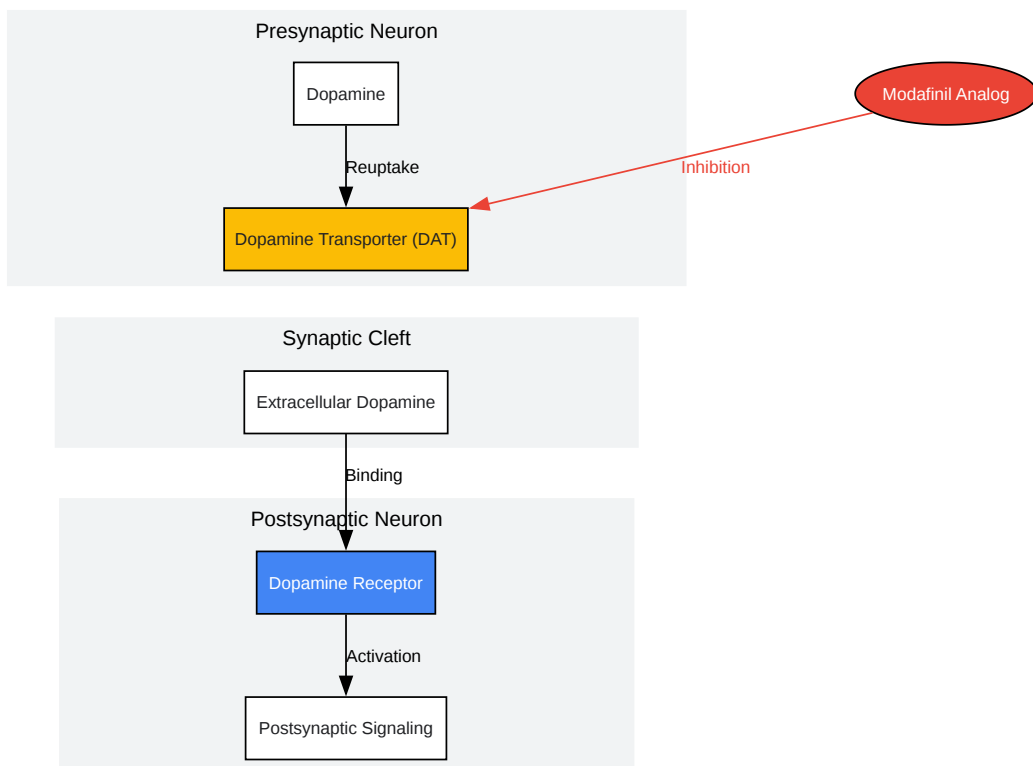 Presynaptic Neuron
Dopamine
Modafinil Analog
Reuptake
Inhibition
Dopamine Transporter (DAT)
Synaptic Cleft
Extracellular Dopamine
Binding
Postsynaptic Neuron
Dopamine Receptor
Activation
Postsynaptic Signaling